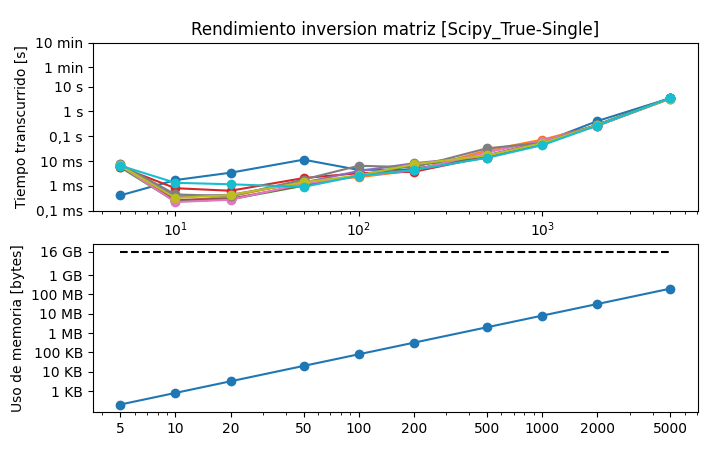 Rendimiento inversion matriz [Scipy_True-Single]
Tiempo transcurrido [s]
10 min
1 min
10 s
1 s
0,1 s
10 ms
1 ms
0,1 ms
10¹ 10² 10³
Uso de memoria [bytes]
16 GB
1 GB
100 MB
10 MB
1 MB
100 KB
10 KB
1 KB
5 10 20 50 100 200 500 1000 2000 5000